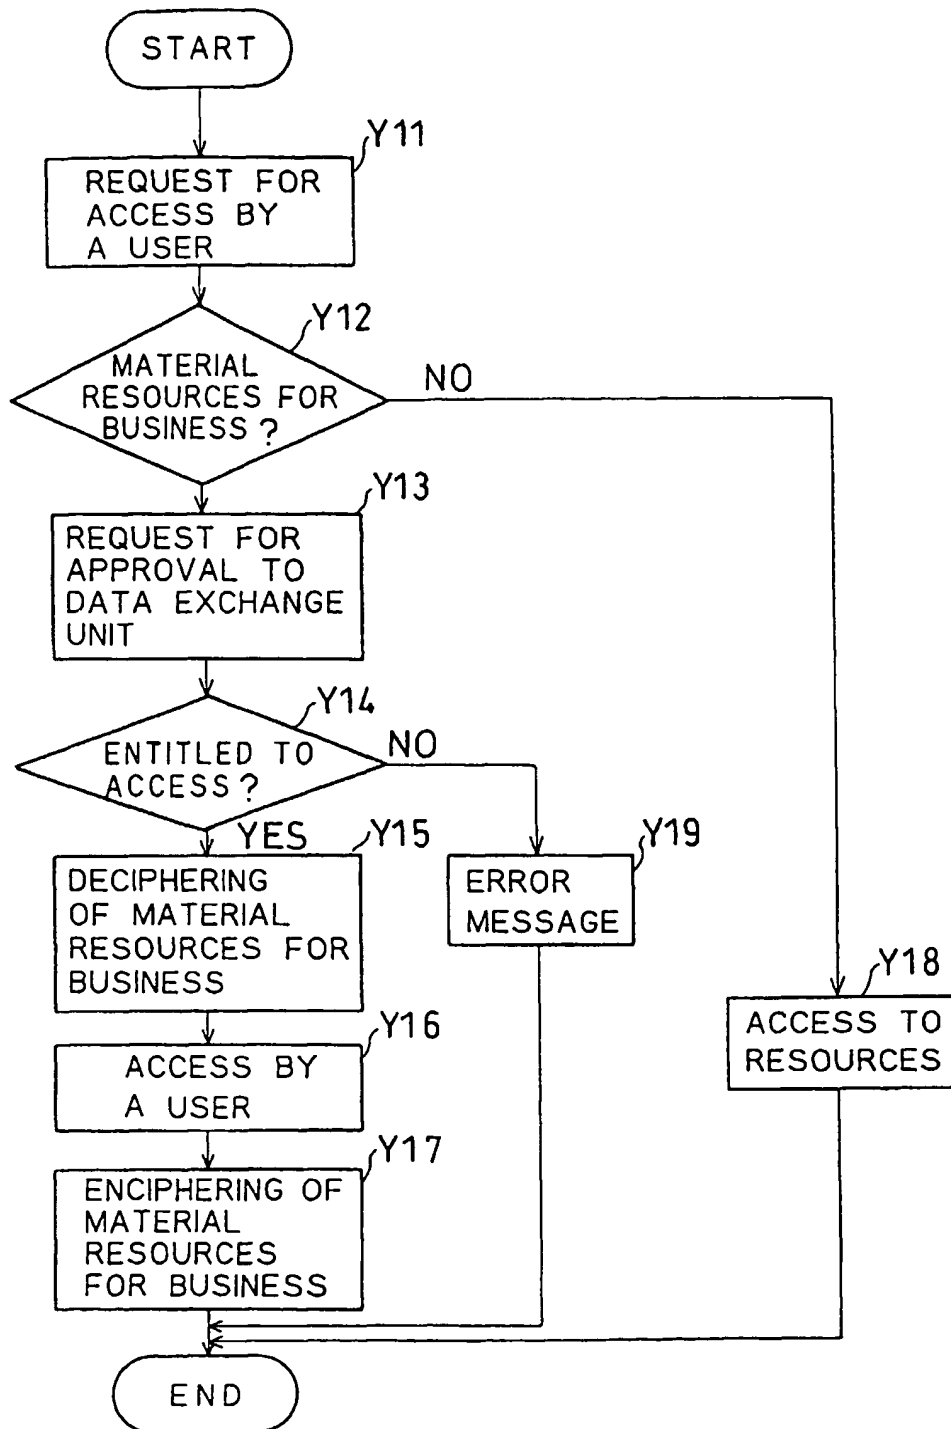 START
Y11
REQUEST FOR
ACCESS BY
A USER
Y12
MATERIAL
RESOURCES FOR
BUSINESS?
NO
Y13
REQUEST FOR
APPROVAL TO
DATA EXCHANGE
UNIT
Y14
ENTITLED TO
ACCESS?
NO
YES
Y15
DECIPHERING
OF MATERIAL
RESOURCES FOR
BUSINESS
Y19
ERROR
MESSAGE
Y18
ACCESS TO
RESOURCES
Y16
ACCESS BY
A USER
Y17
ENCIPHERING OF
MATERIAL
RESOURCES
FOR BUSINESS
END